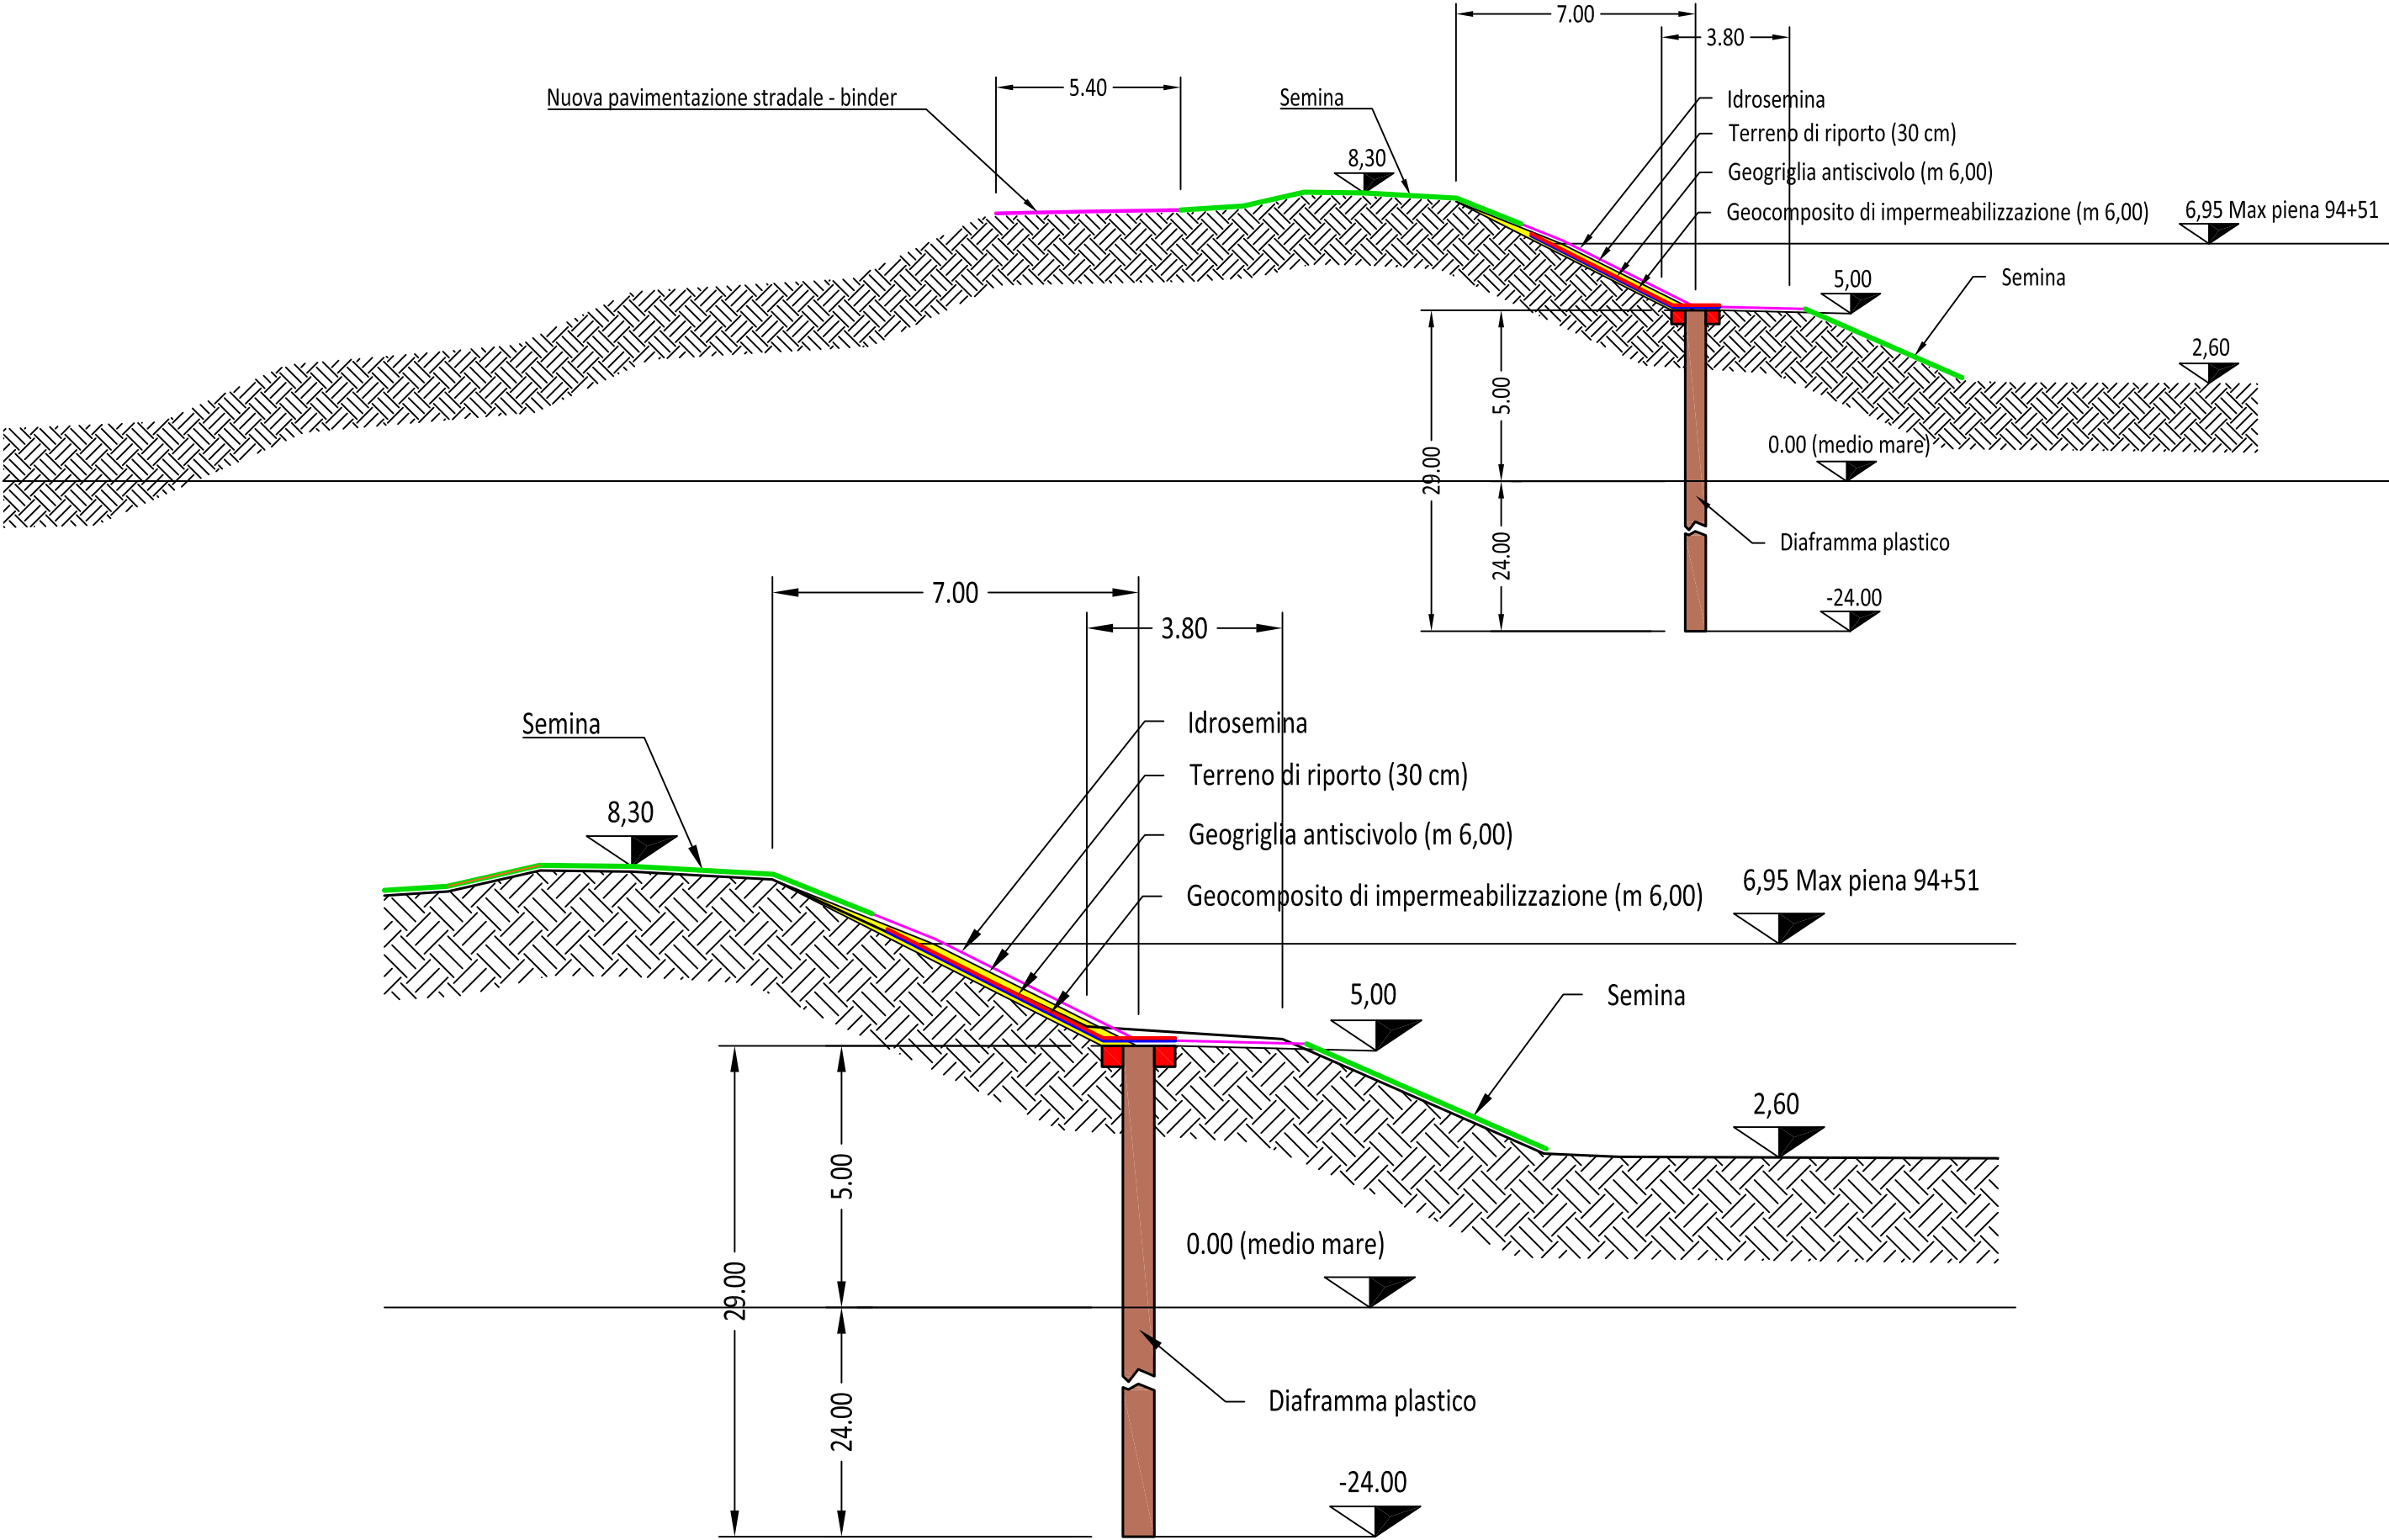 7.00
3.80
5.40
Nuova pavimentazione stradale - binder
Semina
Idrosemina
Terreno di riporto (30 cm)
8,30
Geogriglia antiscivolo (m 6,00)
Geocomposito di impermeabilizzazione (m 6,00)
6,95 Max piena 94+51
5,00
Semina
2,60
5.00
0.00 (medio mare)
29.00
24.00
Diaframma plastico
-24.00
7.00
3.80
Semina
Idrosemina
Terreno di riporto (30 cm)
8,30
Geogriglia antiscivolo (m 6,00)
Geocomposito di impermeabilizzazione (m 6,00)
6,95 Max piena 94+51
5,00
Semina
2,60
5.00
0.00 (medio mare)
29.00
24.00
Diaframma plastico
-24.00